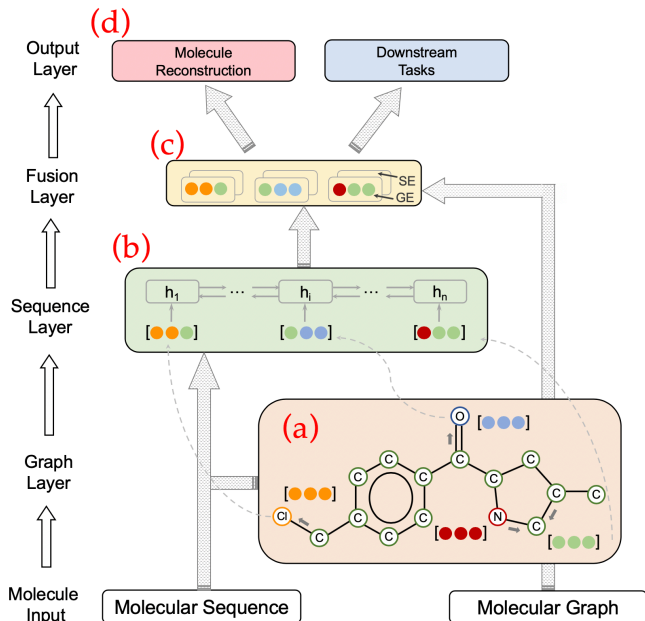 (d)
Output
Layer
Molecule
Reconstruction
Downstream
Tasks
(c)
Fusion
Layer
SE
GE
(b)
Sequence
Layer
h1 ... hi ... hn
[ ] [ ] [ ]
(a)
O [ ]
C C C C
C C C C
[ ]
Cl C C C N C
[ ] [ ]
Graph
Layer
Molecule
Input
Molecular Sequence
Molecular Graph